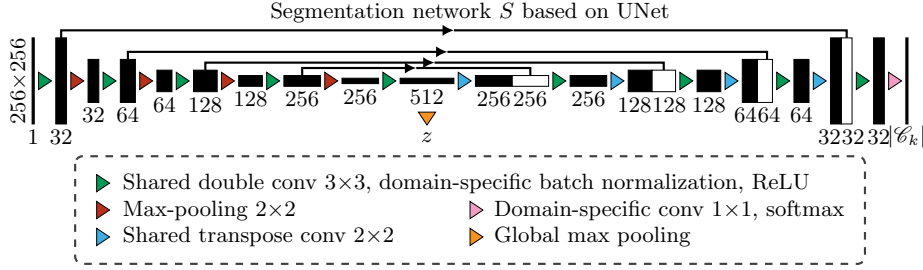 Segmentation network S based on UNet
256×256
1 32 32 64 64 128 128 256 256 512 256 256 128 128 128 64 64 64 32 32 32 |𝒞k|
z
Shared double conv 3×3, domain-specific batch normalization, ReLU
Max-pooling 2×2 Domain-specific conv 1×1, softmax
Shared transpose conv 2×2 Global max pooling